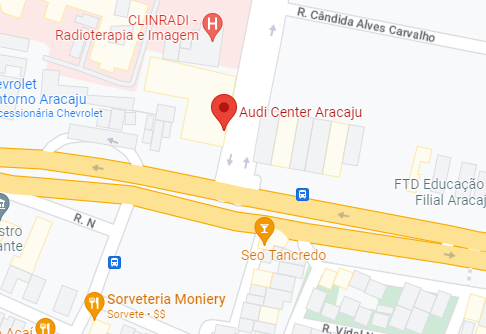 CLINRADI -
Radioterapia e Imagem
R. Cândida Alves Carvalho
evrolet
ntorno Aracaju
cessionária Chevrolet
Audi Center Aracaju
FTD Educação
Filial Aracaj
R. N
stro
ante
Seo Tancredo
Sorveteria Moniery
Sorvete • $$
o Açaí
R. Vidal N